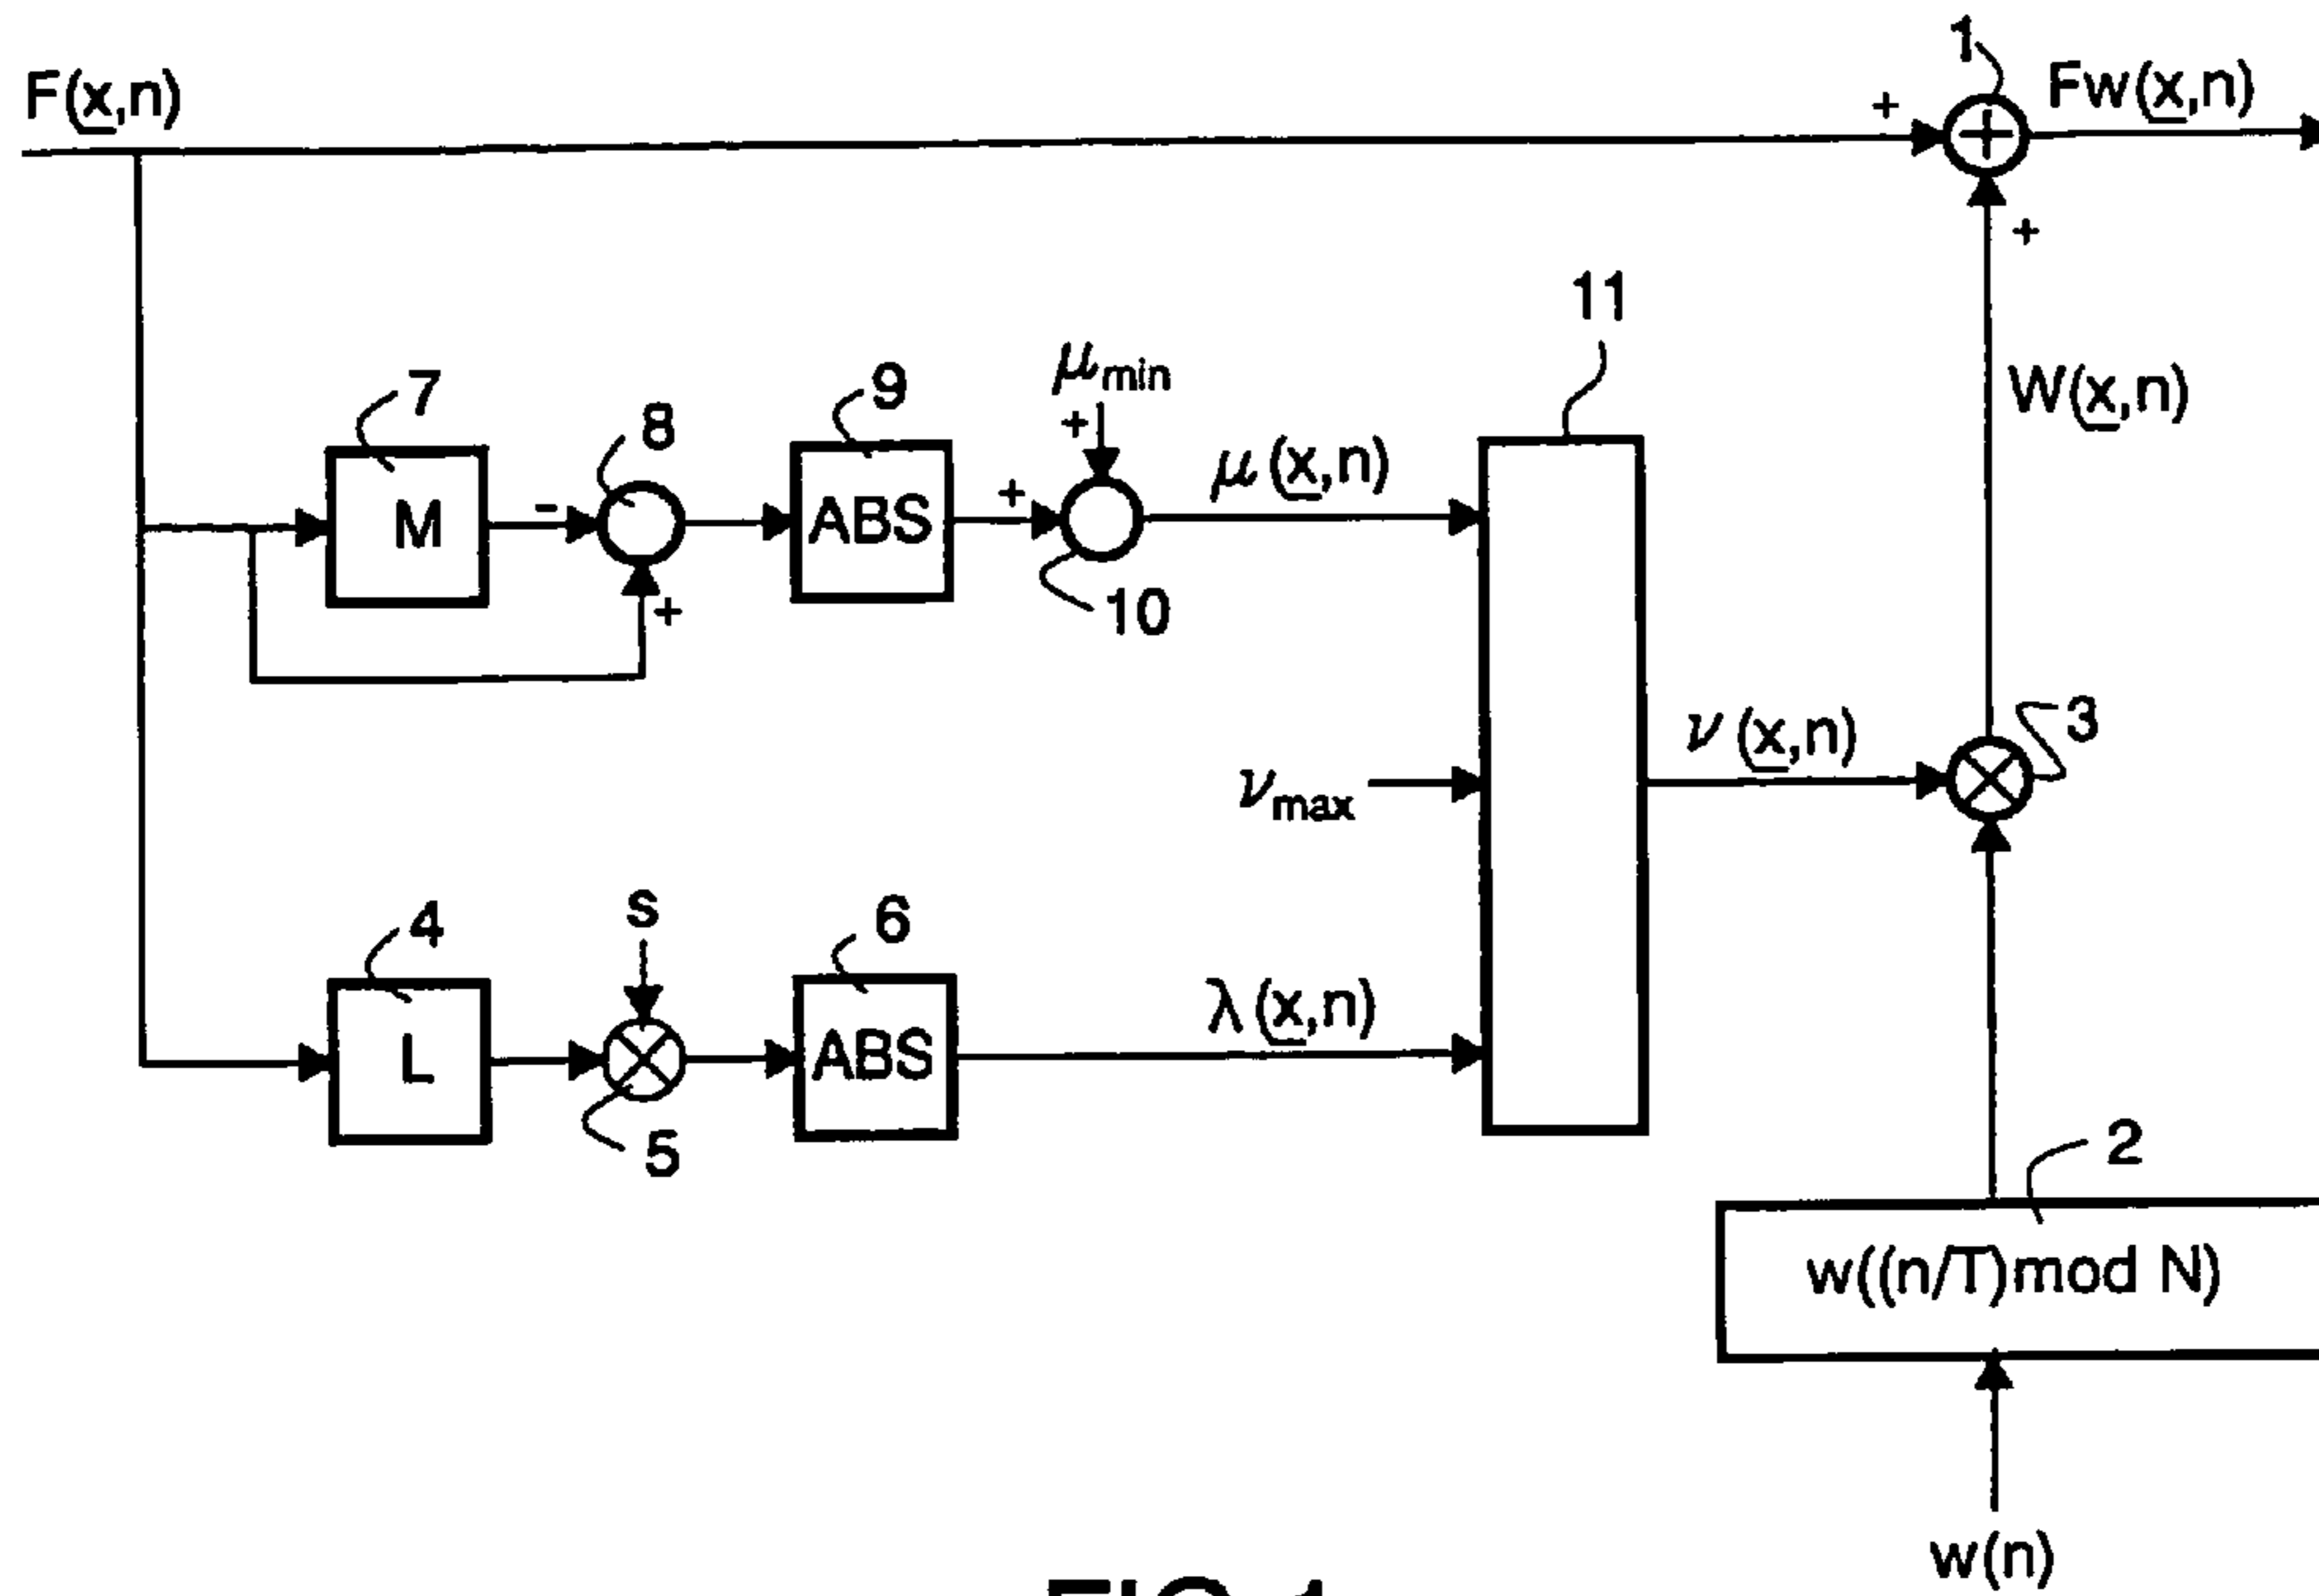 1
F(x,n)
+
Fw(x,n)
+
11
W(x,n)
7
8
9
μmin
+
μ(x,n)
M
-
ABS
+
10
+
3
ν(x,n)
νmax
4
s
6
λ(x,n)
L
ABS
5
2
w((n/T)mod N)
w(n)